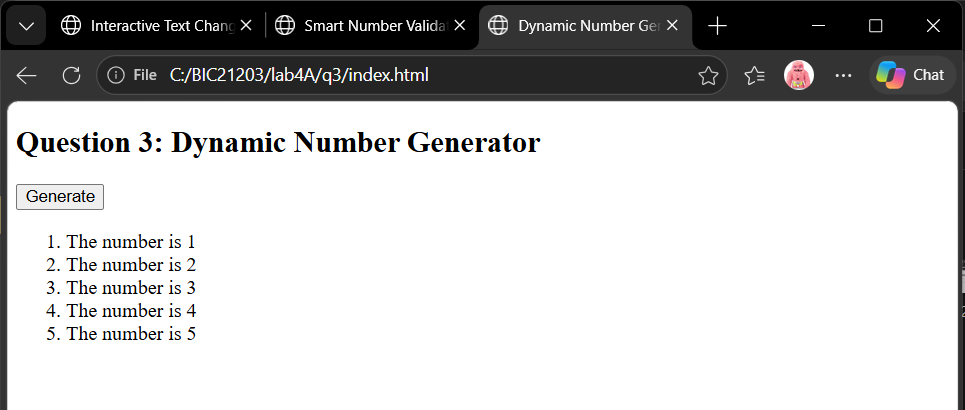 Interactive Text Chang
Smart Number Valida
Dynamic Number Ge
File C:/BIC21203/lab4A/q3/index.html
Chat
Question 3: Dynamic Number Generator
Generate
1. The number is 1
2. The number is 2
3. The number is 3
4. The number is 4
5. The number is 5